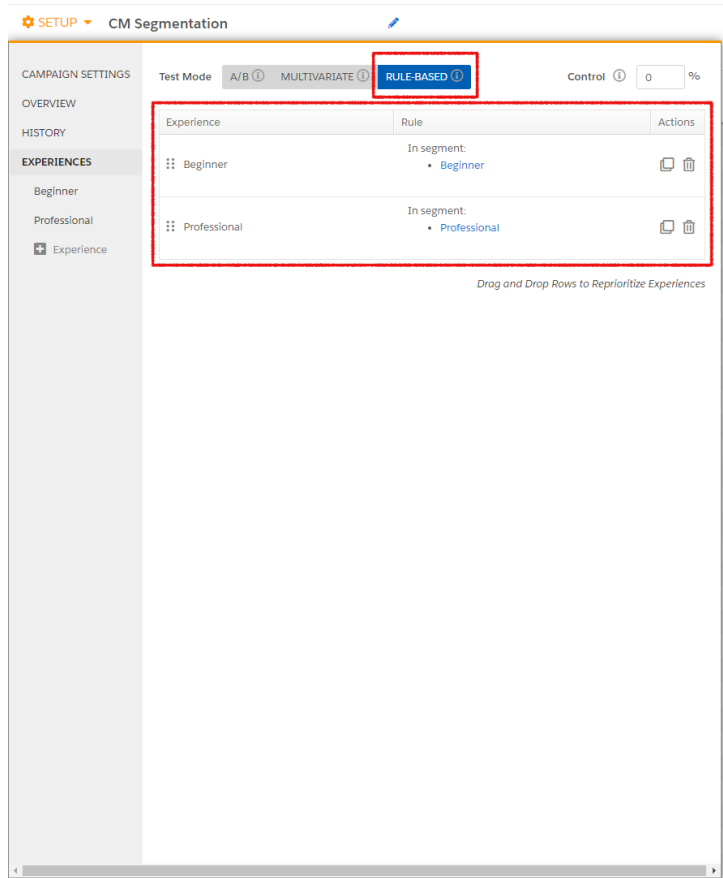 SETUP CM Segmentation
CAMPAIGN SETTINGS
OVERVIEW
HISTORY
EXPERIENCES
Beginner
Professional
Experience
Test Mode A/B MULTIVARIATE RULE-BASED Control 0 %
Experience Rule Actions
Beginner In segment:
• Beginner
Professional In segment:
• Professional
Drag and Drop Rows to Reprioritize Experiences